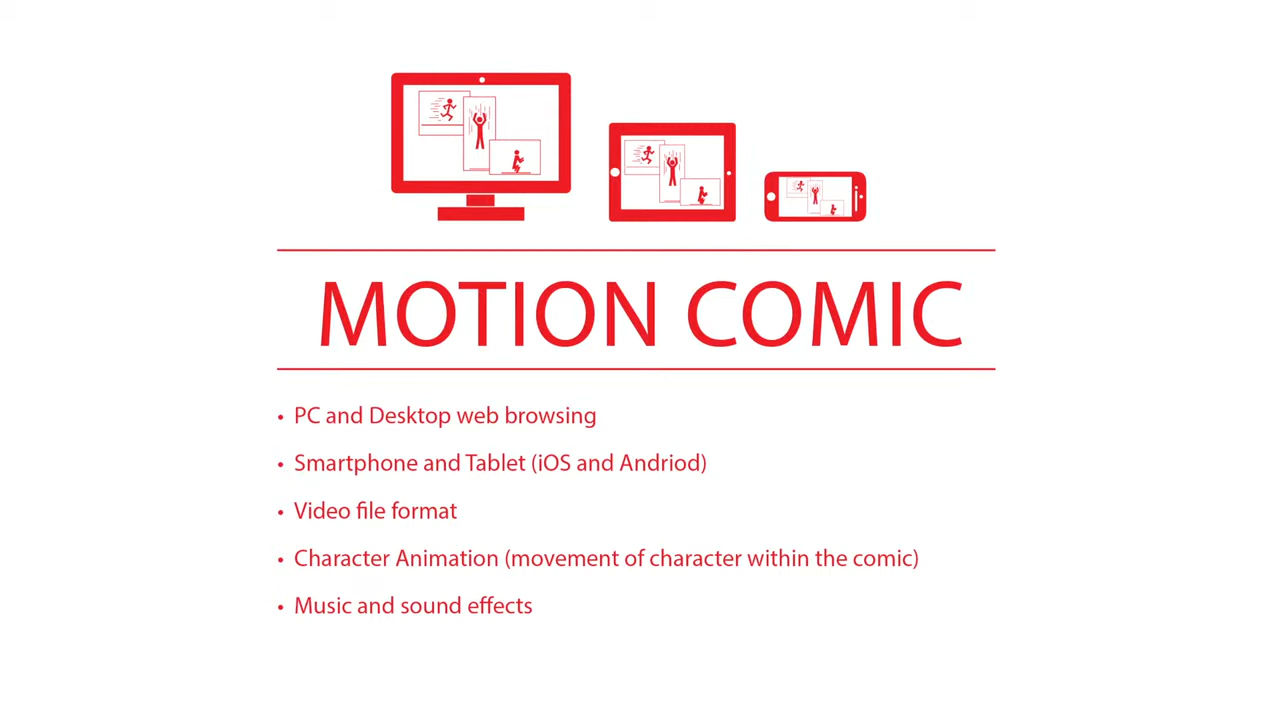 MOTION COMIC
• PC and Desktop web browsing
• Smartphone and Tablet (iOS and Andriod)
• Video file format
• Character Animation (movement of character within the comic)
• Music and sound effects